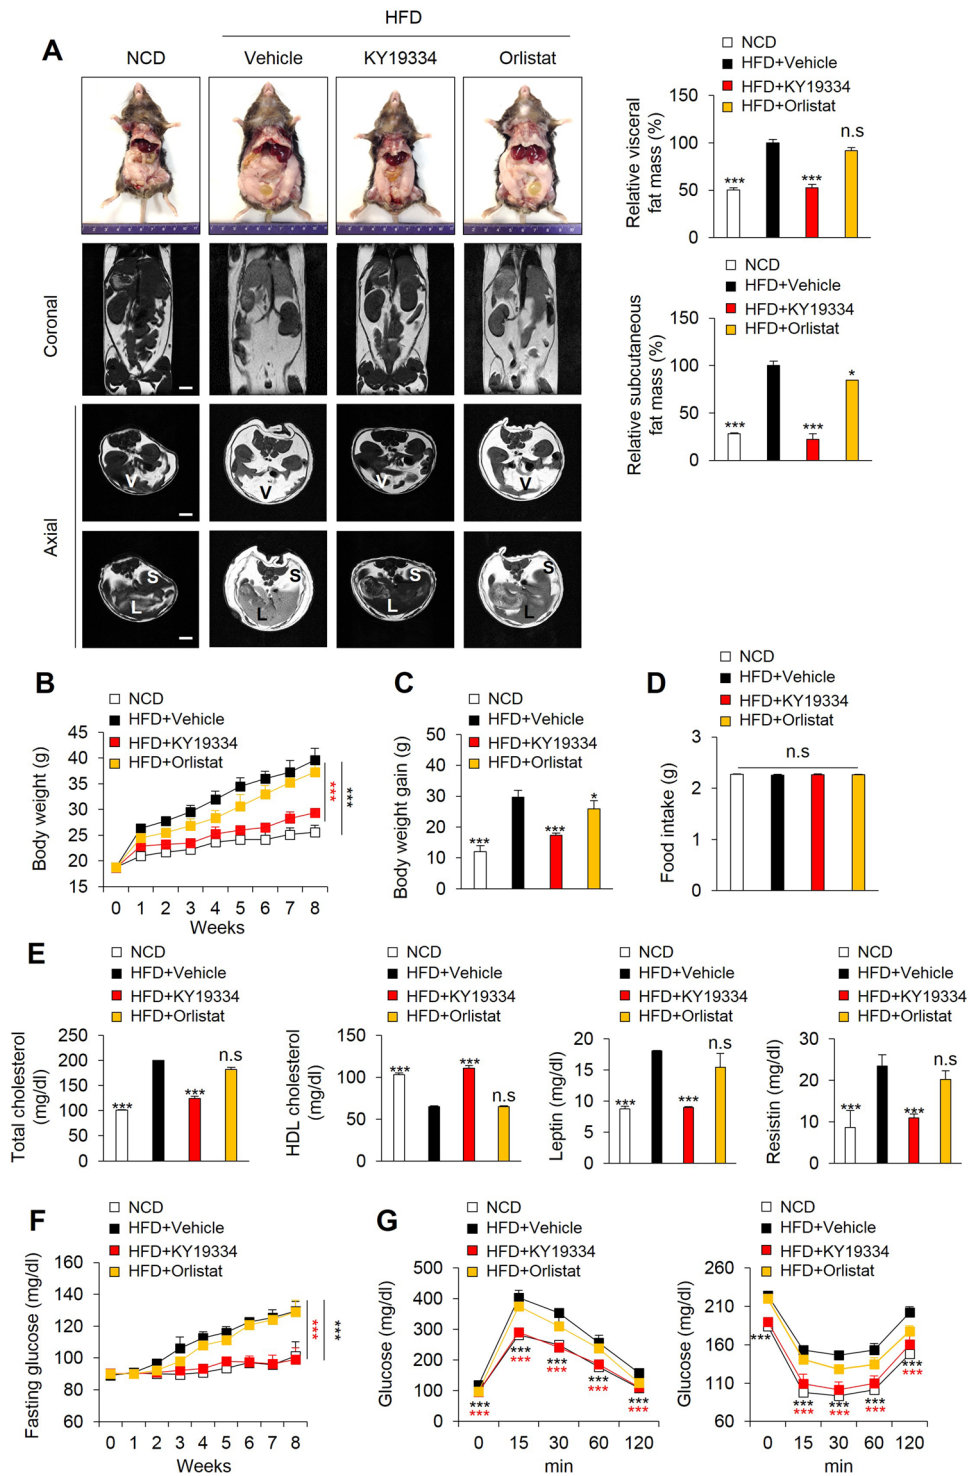 HFD
A
NCD
Vehicle
KY19334
Orlistat
Coronal
Axial
V
V
V
V
S
L
S
L
S
L
S
L
NCD
HFD+Vehicle
HFD+KY19334
HFD+Orlistat
Relative visceral
fat mass (%)
150
100
50
0
***
***
n.s
NCD
HFD+Vehicle
HFD+KY19334
HFD+Orlistat
Relative subcutaneous
fat mass (%)
150
100
50
0
***
***
*
B
NCD
HFD+Vehicle
HFD+KY19334
HFD+Orlistat
Body weight (g)
45
40
35
30
25
20
15
***
***
0 1 2 3 4 5 6 7 8
Weeks
C
NCD
HFD+Vehicle
HFD+KY19334
HFD+Orlistat
Body weight gain (g)
50
40
30
20
10
0
***
***
*
D
NCD
HFD+Vehicle
HFD+KY19334
HFD+Orlistat
Food intake (g)
3
2
1
0
n.s
E
NCD
HFD+Vehicle
HFD+KY19334
HFD+Orlistat
Total cholesterol
(mg/dl)
250
200
150
100
50
0
***
***
n.s
NCD
HFD+Vehicle
HFD+KY19334
HFD+Orlistat
HDL cholesterol
(mg/dl)
150
100
50
0
***
***
n.s
NCD
HFD+Vehicle
HFD+KY19334
HFD+Orlistat
Leptin (mg/dl)
20
15
10
5
0
***
***
n.s
NCD
HFD+Vehicle
HFD+KY19334
HFD+Orlistat
Resistin (mg/dl)
30
20
10
0
***
***
n.s
F
NCD
HFD+Vehicle
HFD+KY19334
HFD+Orlistat
Fasting glucose (mg/dl)
160
140
120
100
80
60
***
***
0 1 2 3 4 5 6 7 8
Weeks
G
NCD
HFD+Vehicle
HFD+KY19334
HFD+Orlistat
Glucose (mg/dl)
500
400
300
200
100
0
*** *** *** *** ***
*** *** *** *** ***
0 15 30 60 120
min
NCD
HFD+Vehicle
HFD+KY19334
HFD+Orlistat
Glucose (mg/dl)
260
210
160
110
60
*** *** *** *** ***
*** *** *** ***
0 15 30 60 120
min